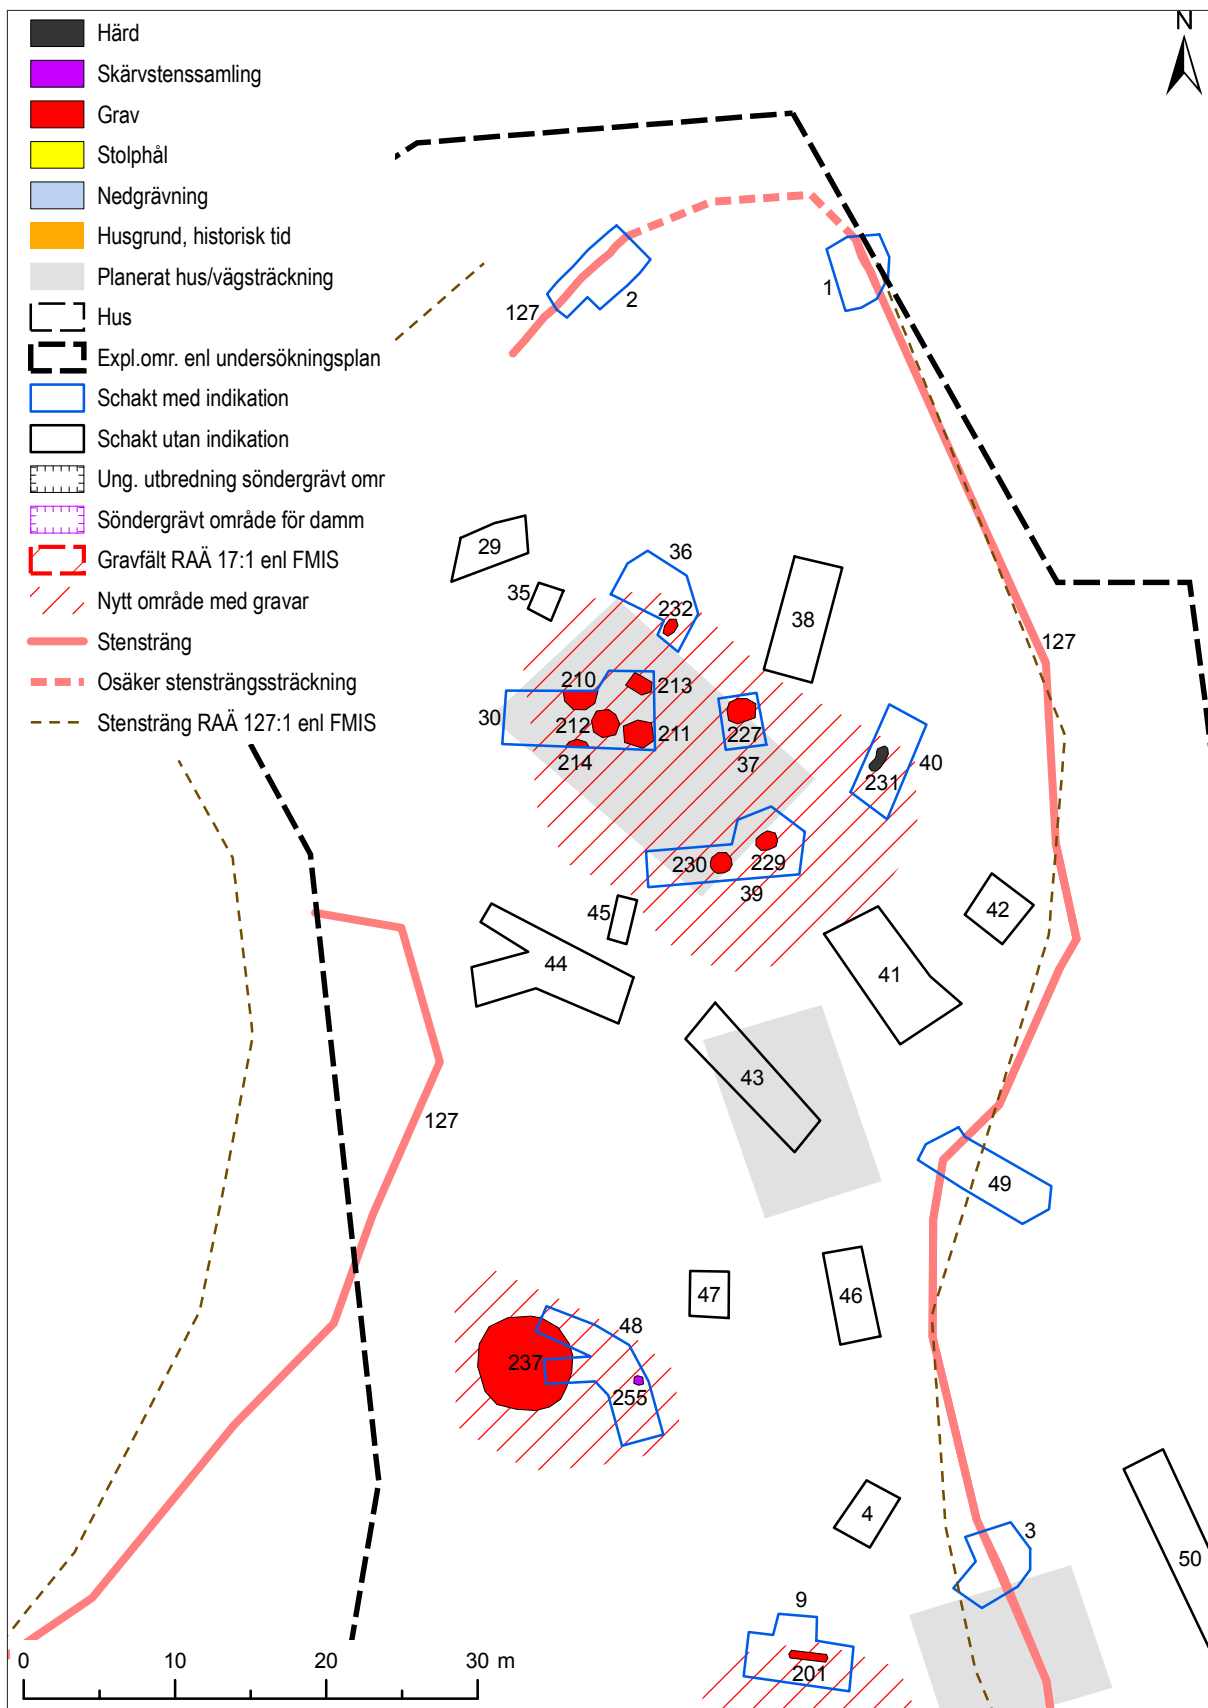 Härd
Skärvstenssamling
Grav
Stolphål
Nedgrävning
Husgrund, historisk tid
Planerat hus/vägsträckning
Hus
Expl.omr. enl undersökningsplan
Schakt med indikation
Schakt utan indikation
Ung. utbredning söndergrävt omr
Söndergrävt område för damm
Gravfält RAÄ 17:1 enl FMIS
Nytt område med gravar
Stensträng
Osäker stensträngssträckning
Stensträng RAÄ 127:1 enl FMIS
N
1
2
127
29
36
35
232
38
127
210
213
30
212
211
227
214
37
40
231
230
229
39
45
42
44
41
43
127
49
47
46
48
237
255
4
3
50
9
201
0 10 20 30 m